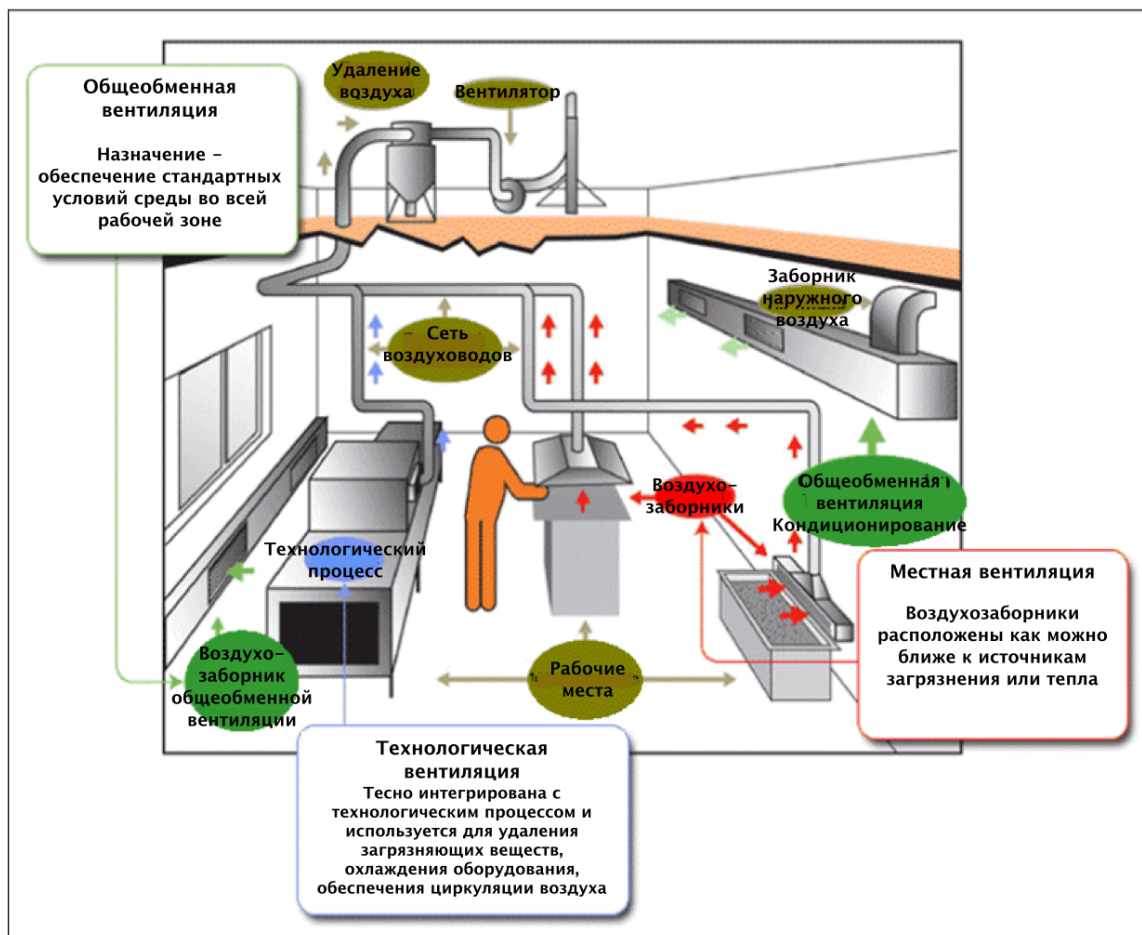 Общеобменная
вентиляция
Назначение –
обеспечение стандартных
условий среды во всей
рабочей зоне
Удаление
воздуха
Вентилятор
Заборник
наружного
воздуха
Сеть
воздуховодов
Воздухо-
заборники
Общеобменная
вентиляция
Кондиционирование
Технологический
процесс
Местная вентиляция
Воздухозаборники
расположены как можно
ближе к источникам
загрязнения или тепла
Воздухо-
заборник
общеобменной
вентиляции
Рабочие
места
Технологическая
вентиляция
Тесно интегрирована с
технологическим процессом и
используется для удаления
загрязняющих веществ,
охлаждения оборудования,
обеспечения циркуляции воздуха